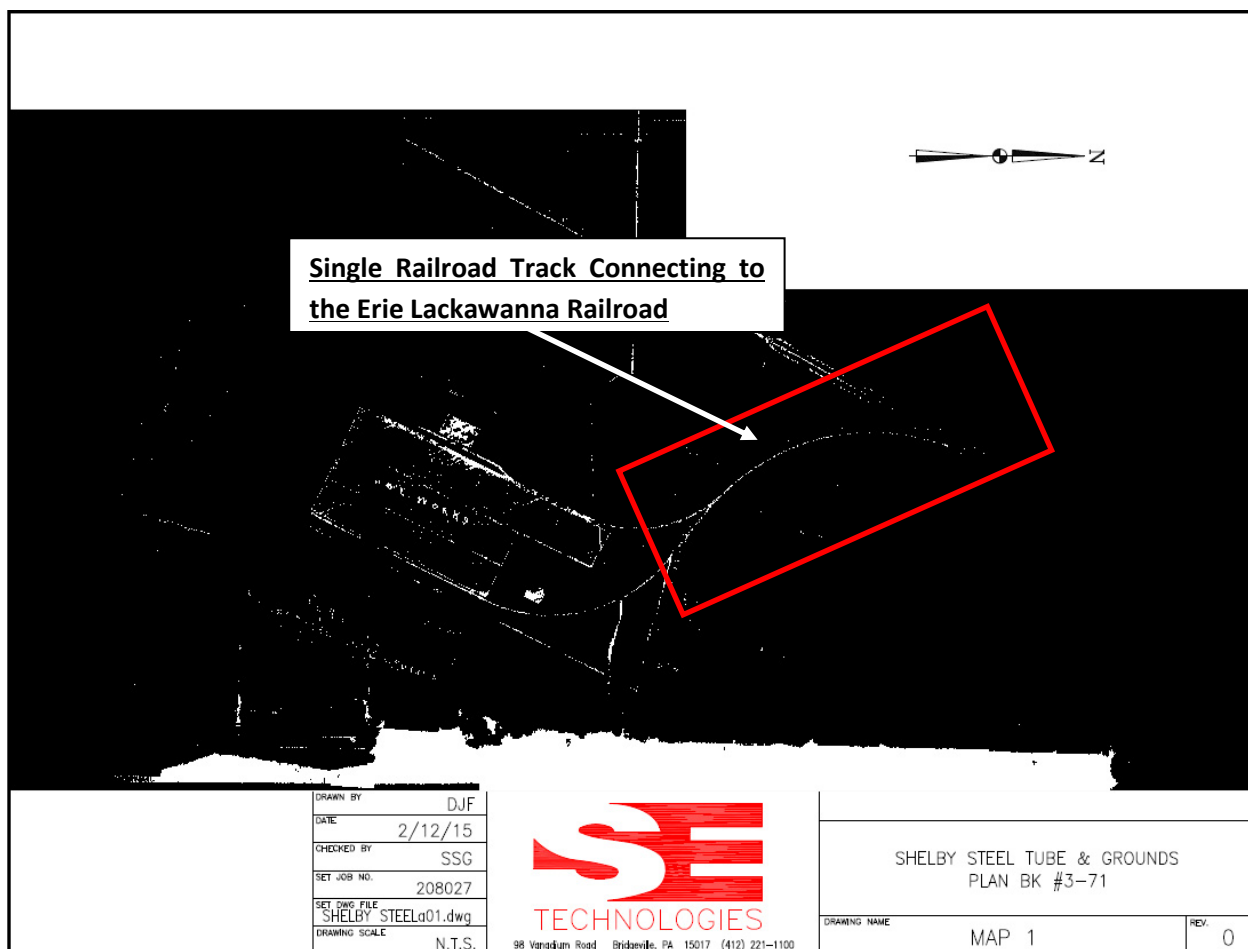 N
Single Railroad Track Connecting to
the Erie Lackawanna Railroad
WORKS
DRAWN BY
DJF
DATE
2/12/15
CHECKED BY
SSG
SET JOB NO.
208027
SET DWG FILE
SHELBY STEELa01.dwg
DRAWING SCALE
N.T.S.
SE
TECHNOLOGIES
98 Vanadium Road Bridgeville, PA 15017 (412) 221-1100
SHELBY STEEL TUBE & GROUNDS
PLAN BK #3-71
DRAWING NAME
MAP 1
REV.
0